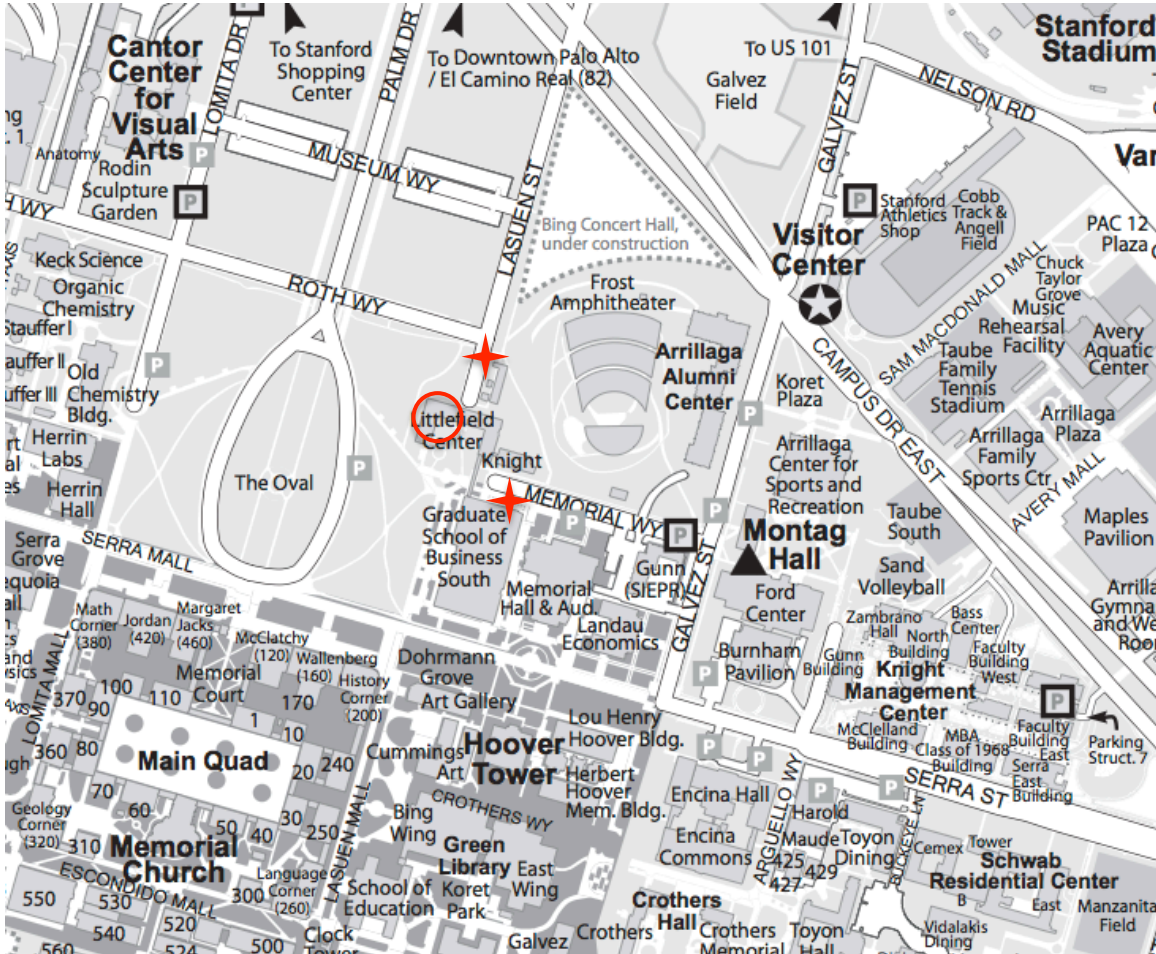 Cantor
Center
for
Visual
Arts
LOMITA DR
To Stanford
Shopping
Center
PALM DR
To Downtown Palo Alto
/ El Camino Real (82)
To US 101
Galvez
Field
GALVEZ ST
NELSON RD
Stanford
Stadium
P
P
P
Anatomy
Rodin
Sculpture
Garden
MUSEUM WY
LASUEN ST
Bing Concert Hall,
under construction
P
Stanford
Athletics
Shop
Cobb
Track &
Angell
Field
PAC 12
Plaza
Visitor
Center
Keck Science
Organic
Chemistry
Stauffer I
Old
Chemistry
Bldg.
P
ROTH WY
Frost
Amphitheater
Arrillaga
Alumni
Center
SAM MACDONALD MALL
Chuck
Taylor
Grove
Music
Rehearsal
Facility
Avery
Aquatic
Center
Taube
Family
Tennis
Stadium
CAMPUS DR EAST
Koret
Plaza
P
Arrillaga
Plaza
Arrillaga
Family
Sports Ctr
AVERY MALL
Arrillaga
Center for
Sports and
Recreation
Littlefield
Center
Knight
Herrin
Labs
Herrin
Hall
The Oval
P
MEMORIAL WY
P
P
P
Graduate
School of
Business
South
Memorial
Hall & Aud.
Gunn
(SIEPR)
GALVEZ ST
Montag
Hall
Taube
South
Maples
Pavilion
Serra
Grove
SERRA MALL
Landau
Economics
Ford
Center
Sand
Volleyball
Math
Corner
(380)
Jordan
(420)
Margaret
Jacks
(460)
McClatchy
(120)
Wallenberg
(160)
History
Corner
(200)
Memorial
Court
LOMITA MALL
Dohrmann
Grove
Art Gallery
P
Burnham
Pavilion
Gunn
Building
Zambrano
Hall
North
Building
Bass
Center
Faculty
Building
West
Knight
Management
Center
McClelland
Building
MBA
Class of 1968
Building
P
Faculty
Building
East
Serra
East
Building
Parking
Struct. 7
370
100
90
110
170
1
10
360
80
Main Quad
20
240
70
60
50
40
30
250
Geology
Corner
(320)
310
Memorial
Church
Cummings
Art
Hoover
Tower
Lou Henry
Hoover Bldg.
Herbert
Hoover
Mem. Bldg.
P
P
SERRA ST
P
Bing
Wing
CROTHERS WY
Green
Library
East
Wing
Koret
Park
LASUEN MALL
Encina Hall
Encina
Commons
ARGUELLO WY
Harold
Maude
425
429
427
Toyon
Dining
BUCKEYE LN
Cemex
Tower
Schwab
Residential Center
B
East
Manzanita
Field
ESCONDIDO MALL
550
530
300
Language
Corner
(260)
School of
Education
Crothers
Hall
Crothers
Crothers
Memorial
Toyon
Hall
Vidalakis
Dining
540
520
560
524
500
Clock
Tower
Galvez